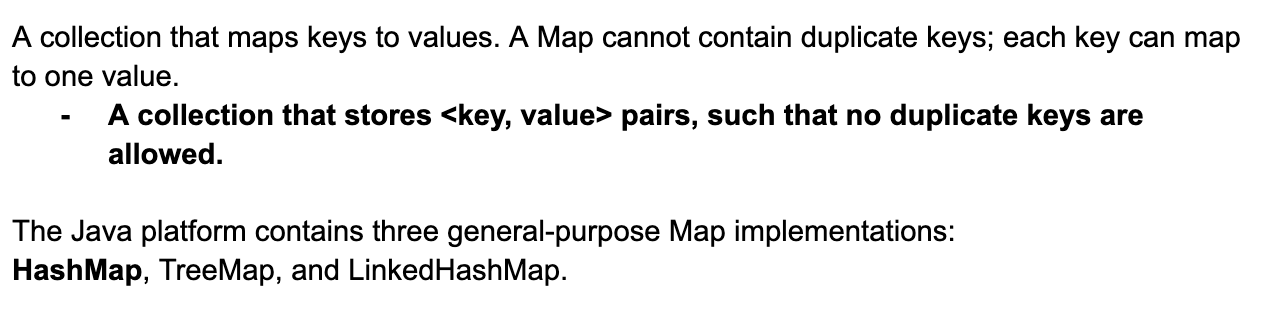 A collection that maps keys to values. A Map cannot contain duplicate keys; each key can map
to one value.
- A collection that stores <key, value> pairs, such that no duplicate keys are
allowed.
The Java platform contains three general-purpose Map implementations:
HashMap, TreeMap, and LinkedHashMap.